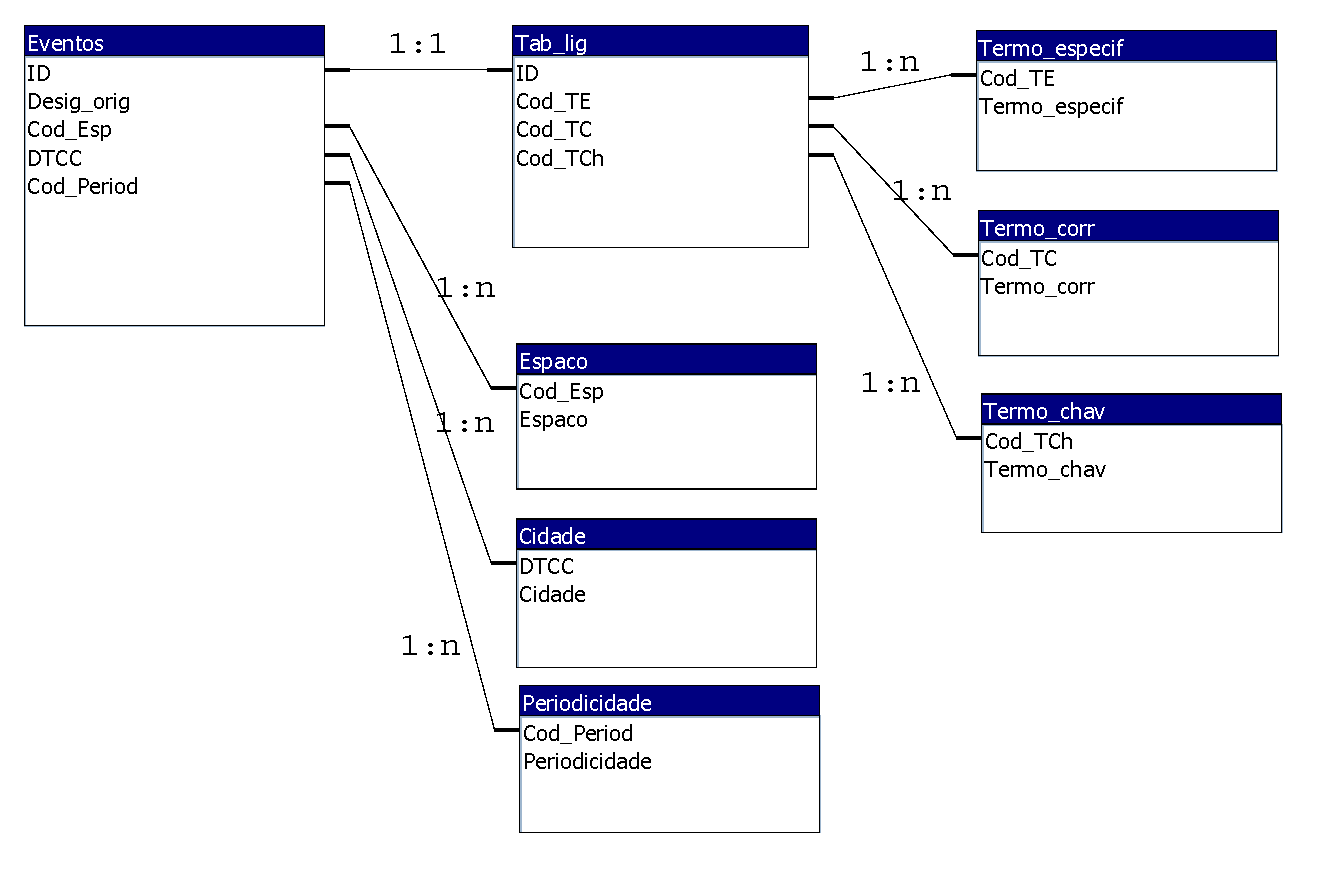 Eventos
ID
Desig_orig
Cod_Esp
DTCC
Cod_Period
1:1
Tab_lig
ID
Cod_TE
Cod_TC
Cod_TCh
1:n
Termo_especif
Cod_TE
Termo_especif
1:n
Termo_corr
Cod_TC
Termo_corr
1:n
Termo_chav
Cod_TCh
Termo_chav
1:n
Espaco
Cod_Esp
Espaco
1:n
Cidade
DTCC
Cidade
1:n
Periodicidade
Cod_Period
Periodicidade